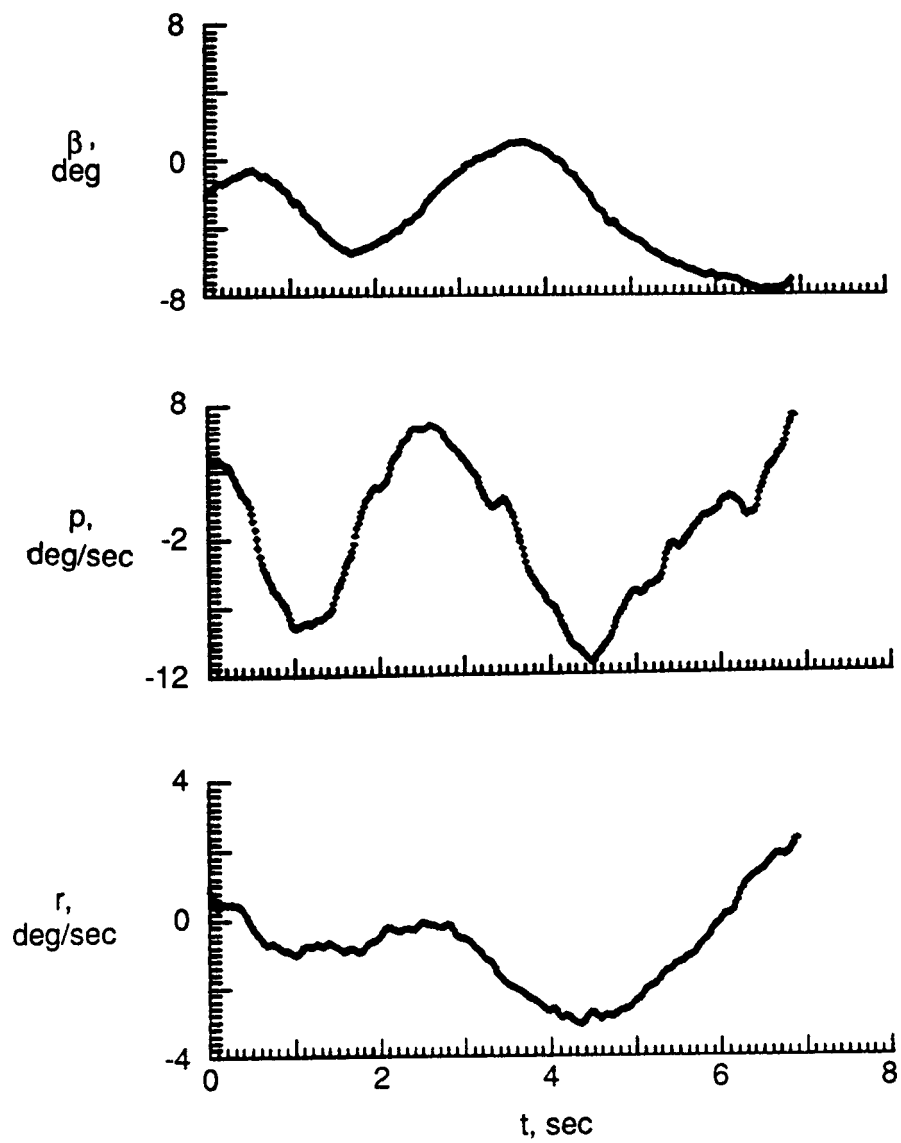 8
β,
deg
0
-8
8
p,
deg/sec
-2
-12
4
r,
deg/sec
0
-4
0 2 4 6 8
t, sec